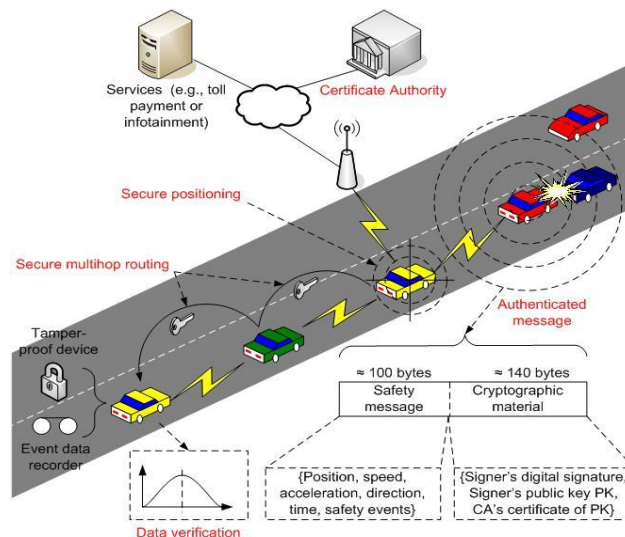 Services (e.g., toll
payment or
infotainment)
Certificate Authority
Secure positioning
Secure multihop routing
Authenticated
message
Tamper-
proof device
Event data
recorder
≈ 100 bytes
≈ 140 bytes
Safety
message
Cryptographic
material
{Position, speed,
acceleration, direction,
time, safety events}
{Signer's digital signature,
Signer's public key PK,
CA's certificate of PK}
Data verification